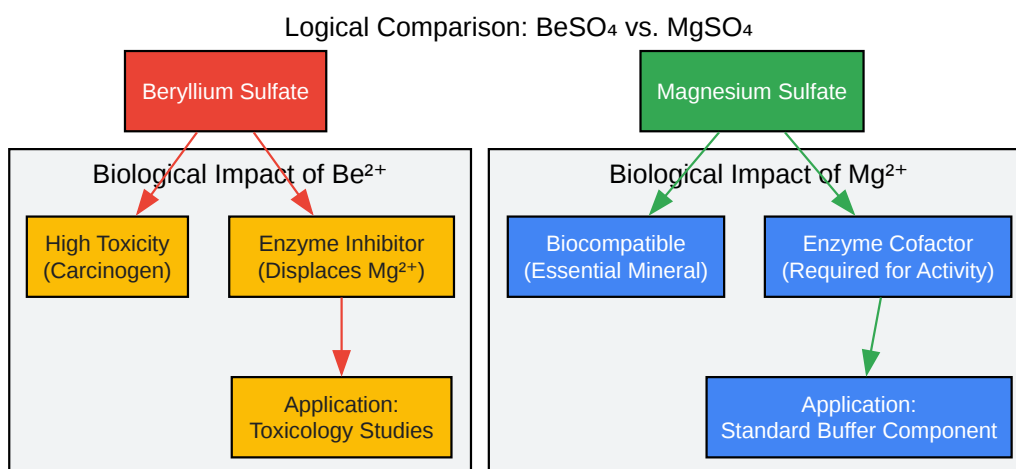 Logical Comparison: BeSO₄ vs. MgSO₄
Beryllium Sulfate
Magnesium Sulfate
Biological Impact of Be²⁺
High Toxicity
(Carcinogen)
Enzyme Inhibitor
(Displaces Mg²⁺)
Application:
Toxicology Studies
Biological Impact of Mg²⁺
Biocompatible
(Essential Mineral)
Enzyme Cofactor
(Required for Activity)
Application:
Standard Buffer Component